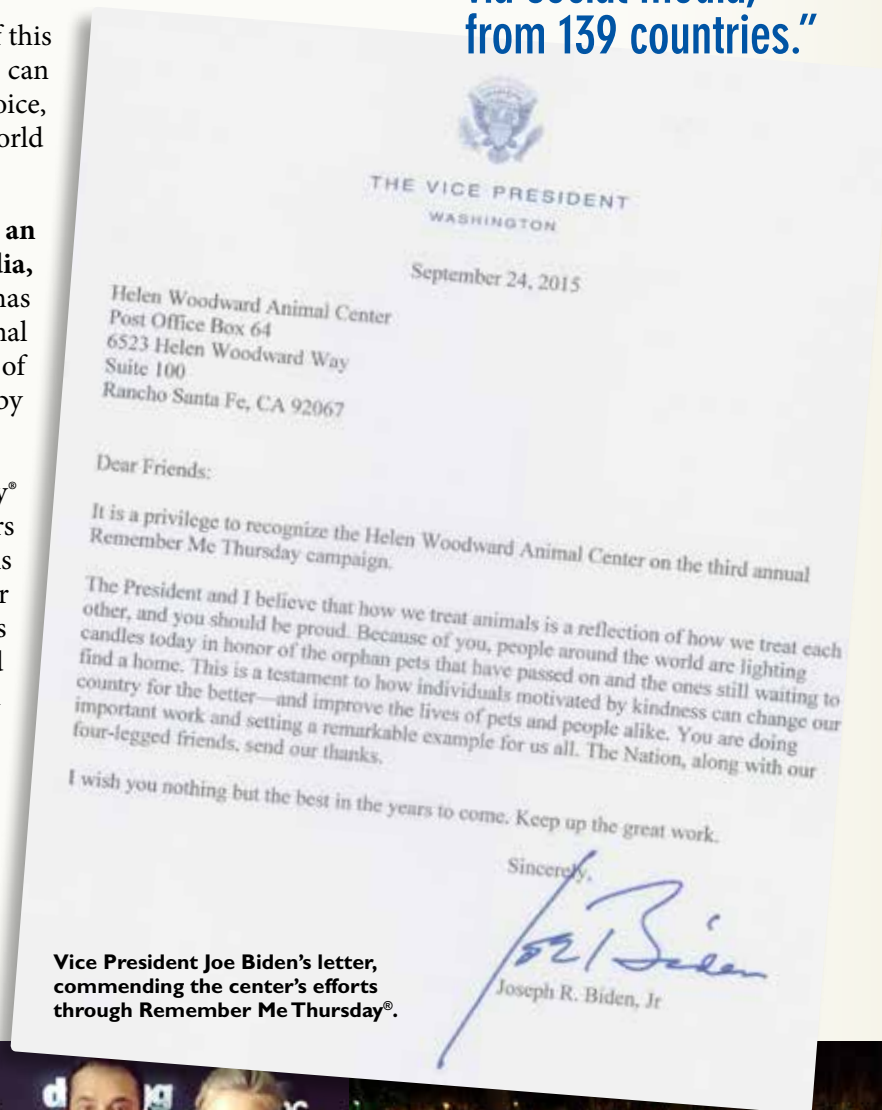 via social media,
from 139 countries.”
f this
can
oice,
orld
an
dia,
has
nal
of
by
y®
rs
s
r
s
d
THE VICE PRESIDENT
WASHINGTON
September 24, 2015
Helen Woodward Animal Center
Post Office Box 64
6523 Helen Woodward Way
Suite 100
Rancho Santa Fe, CA 92067
Dear Friends:
It is a privilege to recognize the Helen Woodward Animal Center on the third annual
Remember Me Thursday campaign.
The President and I believe that how we treat animals is a reflection of how we treat each
other, and you should be proud. Because of you, people around the world are lighting
candles today in honor of the orphan pets that have passed on and the ones still waiting to
find a home. This is a testament to how individuals motivated by kindness can change our
country for the better—and improve the lives of pets and people alike. You are doing
important work and setting a remarkable example for us all. The Nation, along with our
four-legged friends, send our thanks.
I wish you nothing but the best in the years to come. Keep up the great work.
Sincerely,
Joe Biden
Joseph R. Biden, Jr
Vice President Joe Biden’s letter,
commending the center’s efforts
through Remember Me Thursday®.